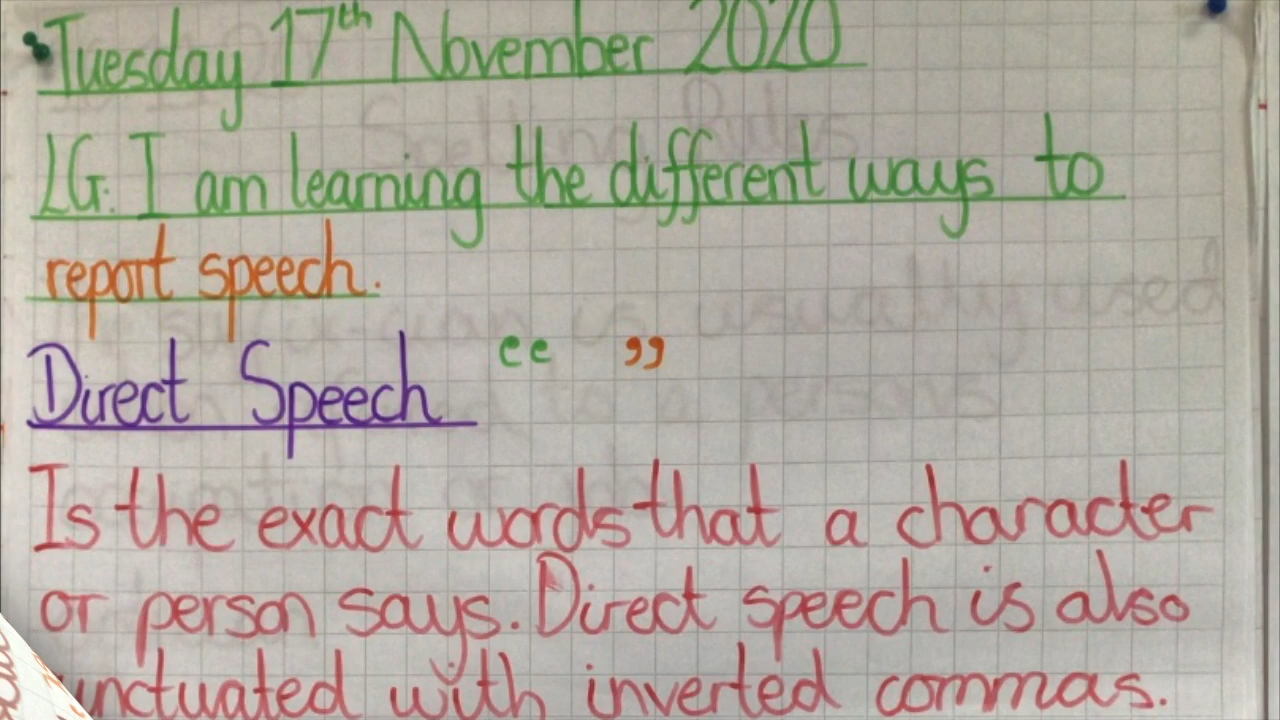 Tuesday 17th November 2020
LG: I am learning the different ways to
report speech.
Direct Speech “ ”
Is the exact words that a character
or person says. Direct speech is also
unctuated with inverted commas.